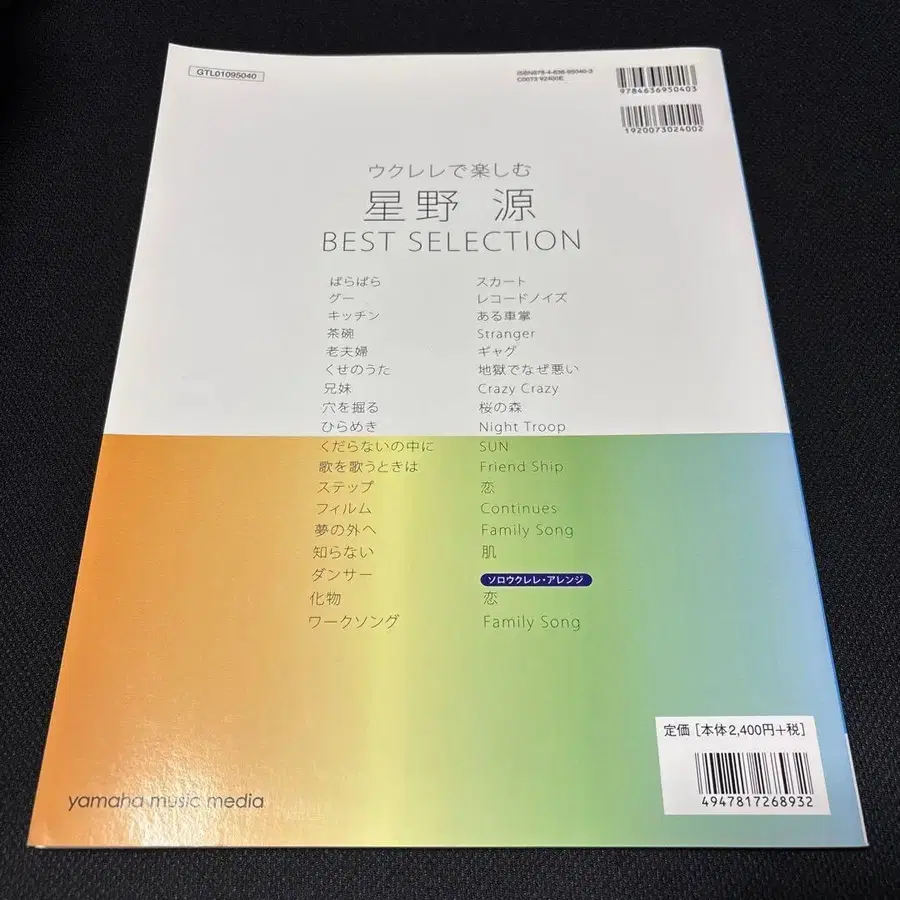 GTL01095040
ISBN978-4-636-95040-3
C0073 ¥2400E
9784636950403
1920073024002
ウクレレで楽しむ
星野 源
BEST SELECTION
ばらばら
グー
キッチン
茶碗
老夫婦
くせのうた
兄妹
穴を掘る
ひらめき
くだらないの中に
歌を歌うときは
ステップ
フィルム
夢の外へ
知らない
ダンサー
化物
ワークソング
スカート
レコードノイズ
ある車掌
Stranger
ギャグ
地獄でなぜ悪い
Crazy Crazy
桜の森
Night Troop
SUN
Friend Ship
恋
Continues
Family Song
肌
ソロウクレレ・アレンジ
恋
Family Song
定価 [本体2,400円+税]
4947817268932
yamaha music media